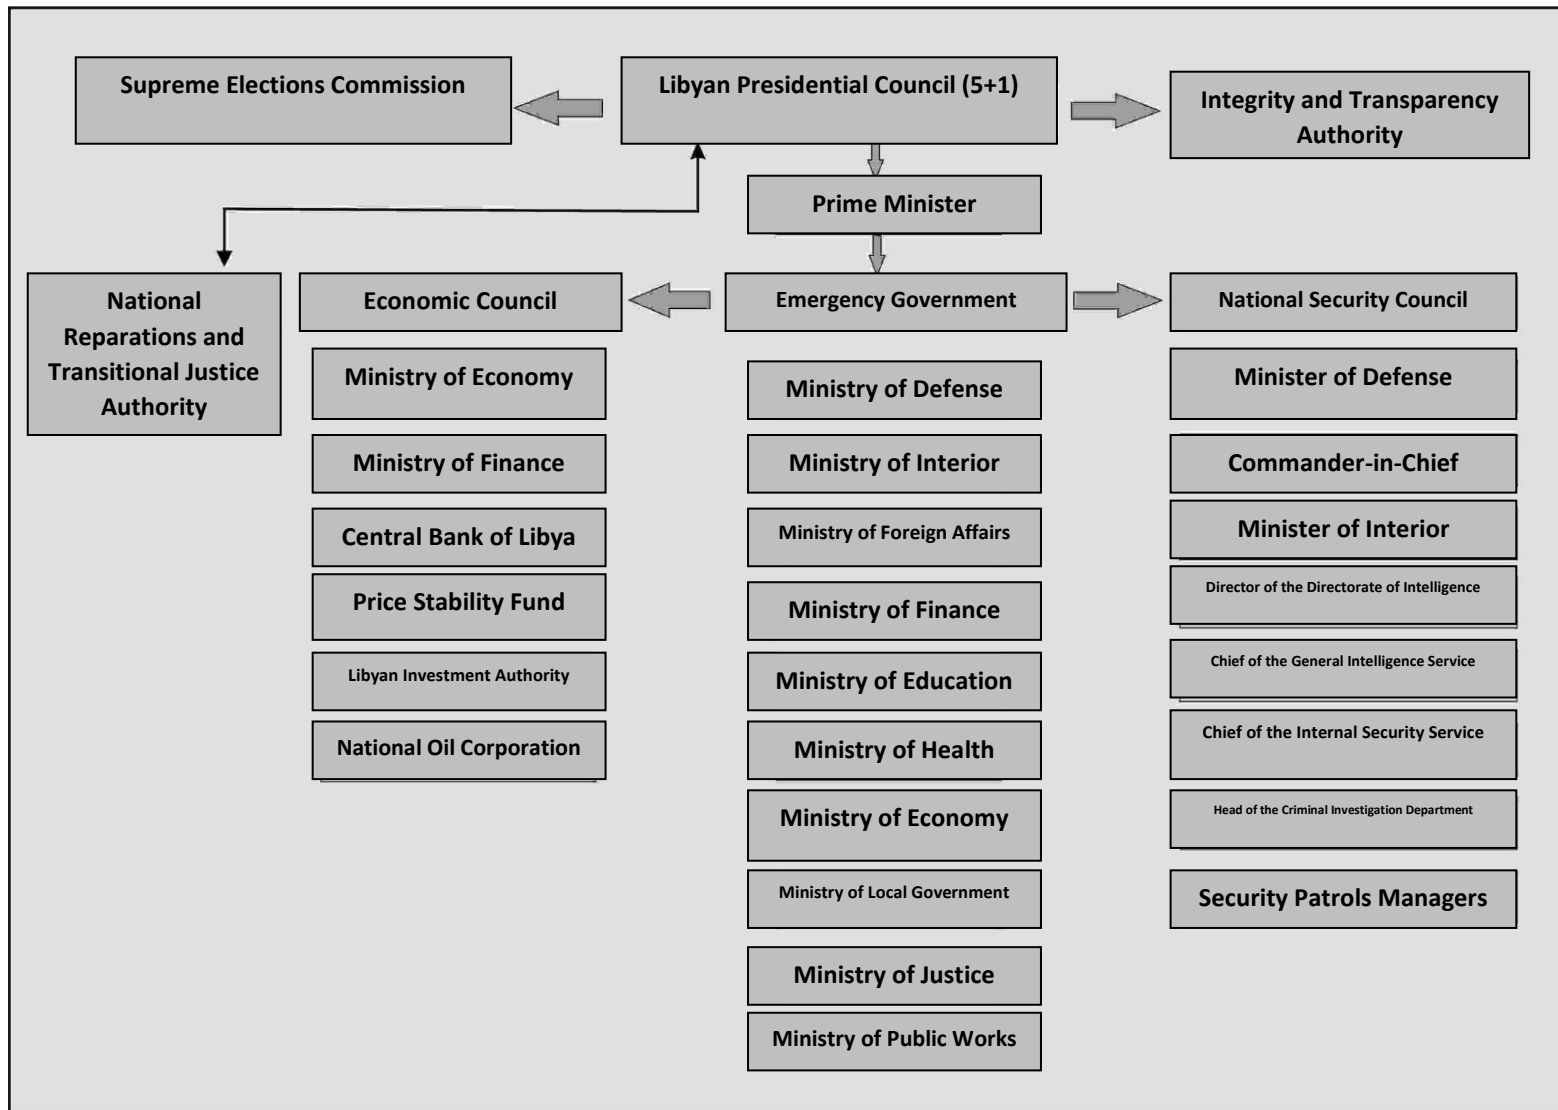 Supreme Elections Commission
Libyan Presidential Council (5+1)
Integrity and Transparency
Authority
Prime Minister
National
Reparations and
Transitional Justice
Authority
Economic Council
Ministry of Economy
Ministry of Finance
Central Bank of Libya
Price Stability Fund
Libyan Investment Authority
National Oil Corporation
Emergency Government
Ministry of Defense
Ministry of Interior
Ministry of Foreign Affairs
Ministry of Finance
Ministry of Education
Ministry of Health
Ministry of Economy
Ministry of Local Government
Ministry of Justice
Ministry of Public Works
National Security Council
Minister of Defense
Commander-in-Chief
Minister of Interior
Director of the Directorate of Intelligence
Chief of the General Intelligence Service
Chief of the Internal Security Service
Head of the Criminal Investigation Department
Security Patrols Managers